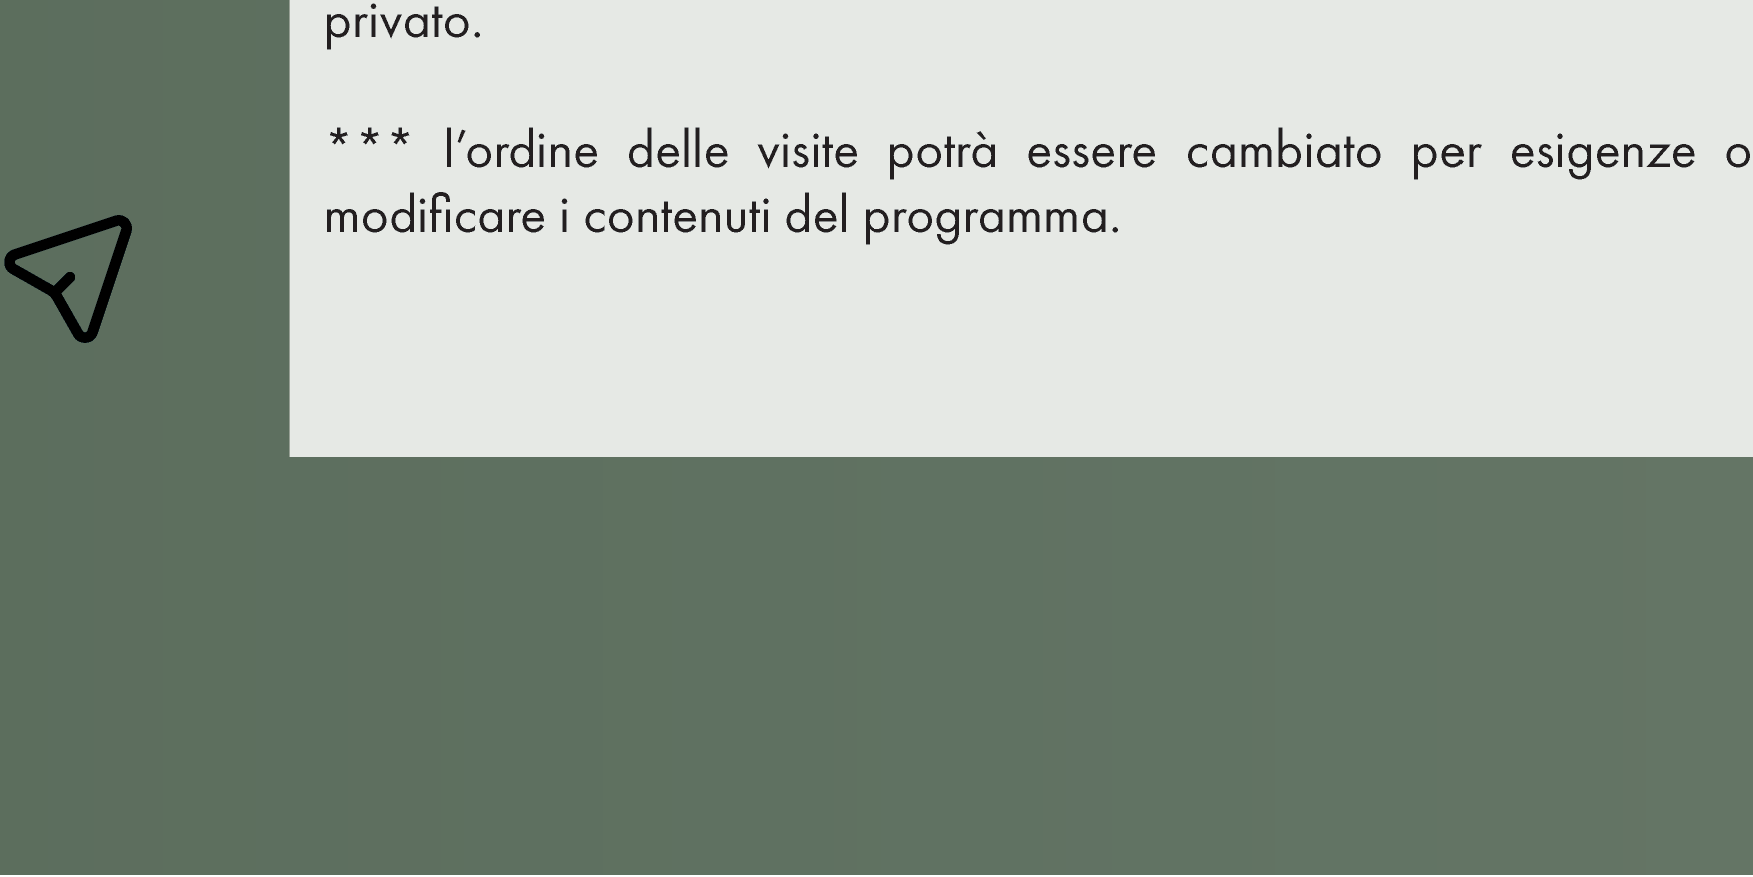 privato.
*** l’ordine delle visite potrà essere cambiato per esigenze
modificare i contenuti del programma.